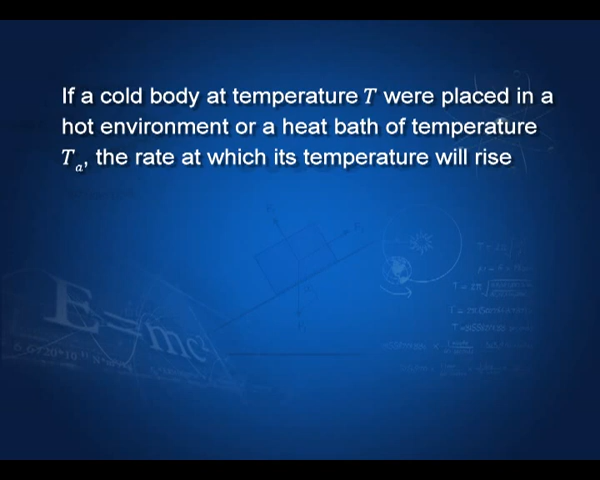 If a cold body at temperature T were placed in a
hot environment or a heat bath of temperature
Tₐ, the rate at which its temperature will rise
E=mc²